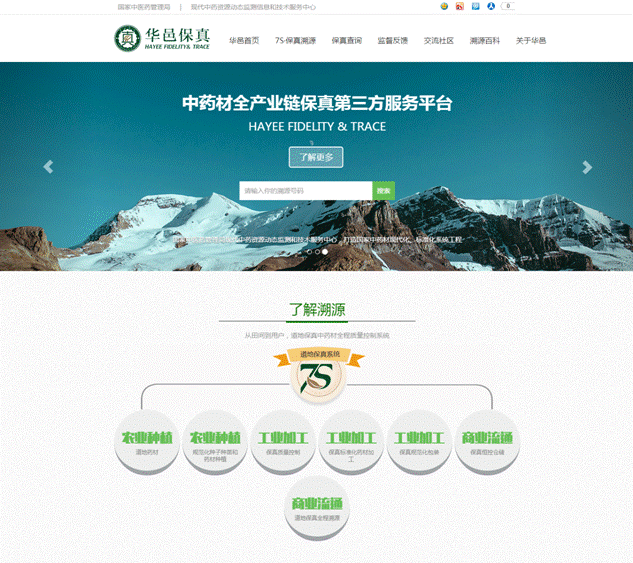 国家中医药管理局 | 现代中药资源动态监测信息和技术服务中心
0
华邑保真
HAYEE FIDELITY& TRACE
华邑首页 7S·保真溯源 保真查询 监督反馈 交流社区 溯源百科 关于华邑
中药材全产业链保真第三方服务平台
HAYEE FIDELITY & TRACE
了解更多
请输入你的溯源号码 搜索
中药资源动态监测和技术服务中心，打造国家中药材现代化、标准化系统工程
了解溯源
从田间到用户，道地保真中药材全程质量控制系统
道地保真系统
7S
农业种植 农业种植 工业加工 工业加工 工业加工 商业流通
道地药材 规范化种子种苗和 保真质量控制 保真标准化药材加 保真规范化包装 保真恒控仓储
药材种植 工
商业流通
道地保真全程溯源